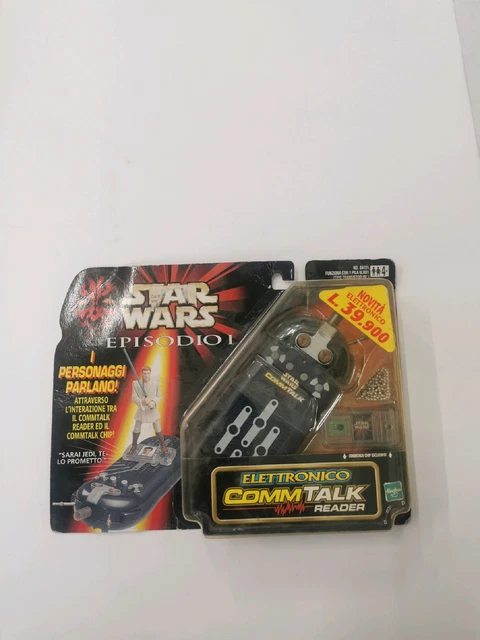 STAR
WARS
EPISODIO I
I
PERSONAGGI
PARLANO!
ATTRAVERSO
L'INTERAZIONE TRA
IL COMMTALK
READER ED IL
COMMTALK CHIP!
"SARAI JEDI, TE
LO PROMETTO"
NOVITÀ
ELETTRONICO
L.39.900
STAR
WARS
COMMTALK
ELETTRONICO
COMMTALK
READER
Hasbro